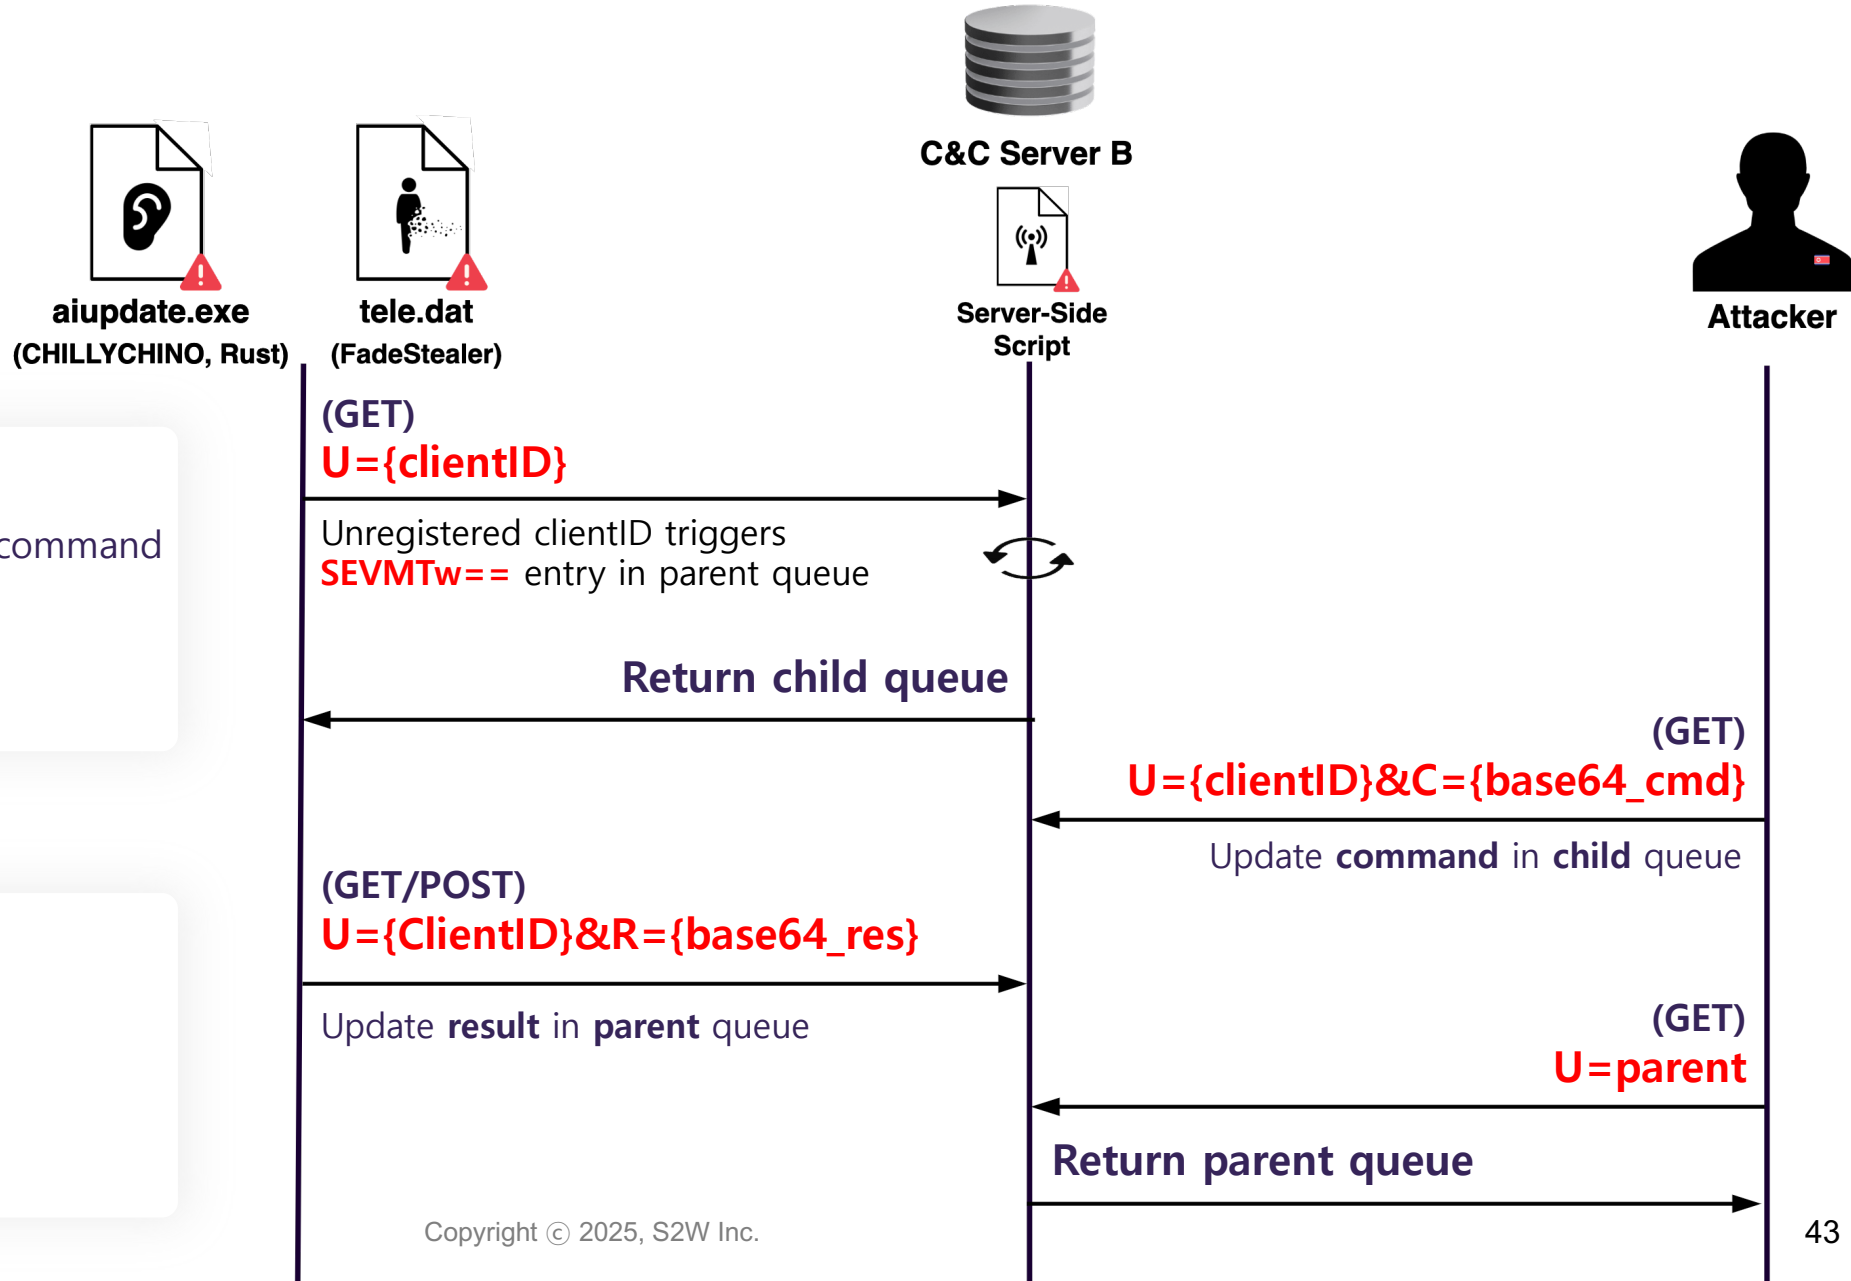 C&C Server B
aiupdate.exe
(CHILLYCHINO, Rust)
tele.dat
(FadeStealer)
Server-Side
Script
Attacker
(GET)
U={clientID}
command
Unregistered clientID triggers
SEVMTw== entry in parent queue
Return child queue
(GET)
U={clientID}&C={base64_cmd}
Update command in child queue
(GET/POST)
U={ClientID}&R={base64_res}
Update result in parent queue
(GET)
U=parent
Return parent queue
Copyright ⓒ 2025, S2W Inc.
43